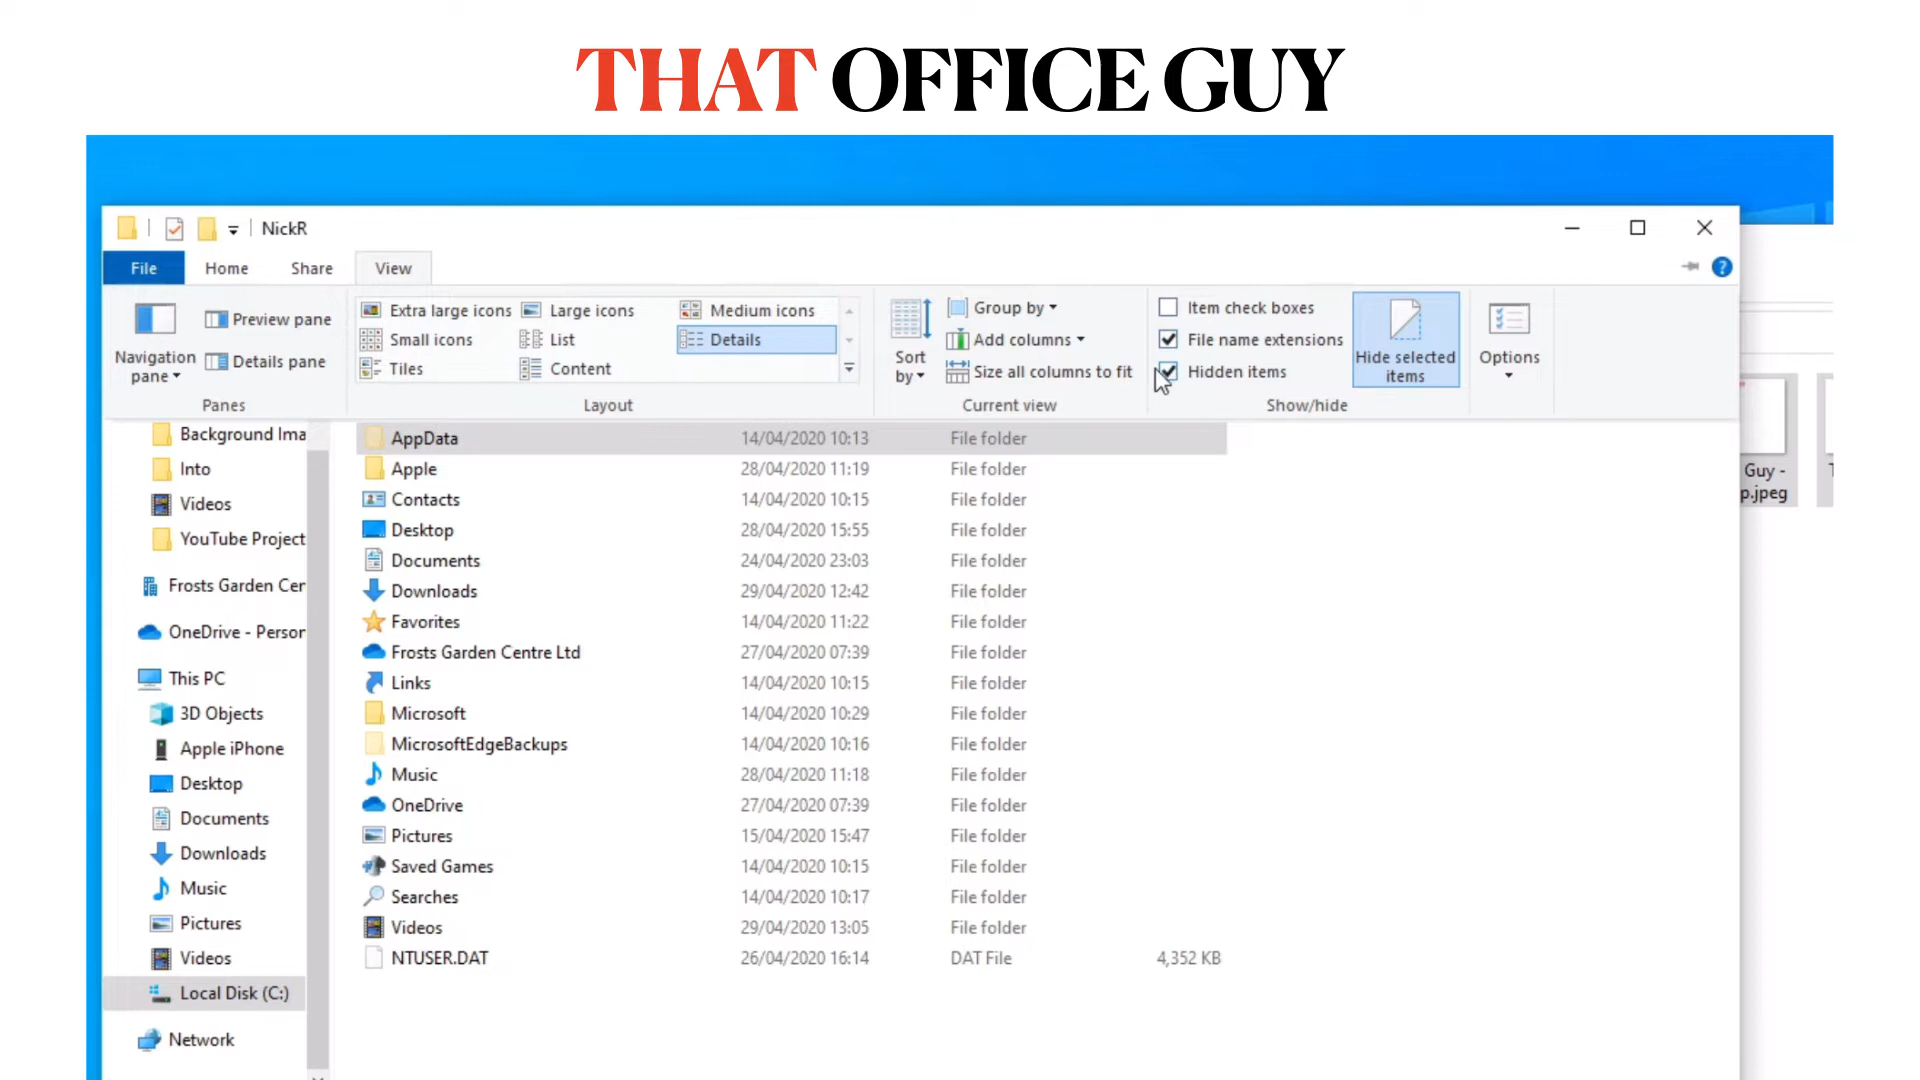 THAT OFFICE GUY
NickR
File Home Share View
Navigation pane
Preview pane
Details pane
Panes
Extra large icons Large icons Medium icons
Small icons List Details
Tiles Content
Layout
Sort by
Group by
Add columns
Size all columns to fit
Current view
Item check boxes
File name extensions
Hidden items
Hide selected items
Show/hide
Options
Background Ima
Into
Videos
YouTube Project
Frosts Garden Cer
OneDrive - Person
This PC
3D Objects
Apple iPhone
Desktop
Documents
Downloads
Music
Pictures
Videos
Local Disk (C:)
Network
AppData 14/04/2020 10:13 File folder
Apple 28/04/2020 11:19 File folder
Contacts 14/04/2020 10:15 File folder
Desktop 28/04/2020 15:55 File folder
Documents 24/04/2020 23:03 File folder
Downloads 29/04/2020 12:42 File folder
Favorites 14/04/2020 11:22 File folder
Frosts Garden Centre Ltd 27/04/2020 07:39 File folder
Links 14/04/2020 10:15 File folder
Microsoft 14/04/2020 10:29 File folder
MicrosoftEdgeBackups 14/04/2020 10:16 File folder
Music 28/04/2020 11:18 File folder
OneDrive 27/04/2020 07:39 File folder
Pictures 15/04/2020 15:47 File folder
Saved Games 14/04/2020 10:15 File folder
Searches 14/04/2020 10:17 File folder
Videos 29/04/2020 13:05 File folder
NTUSER.DAT 26/04/2020 16:14 DAT File 4,352 KB
Guy -
p.jpeg